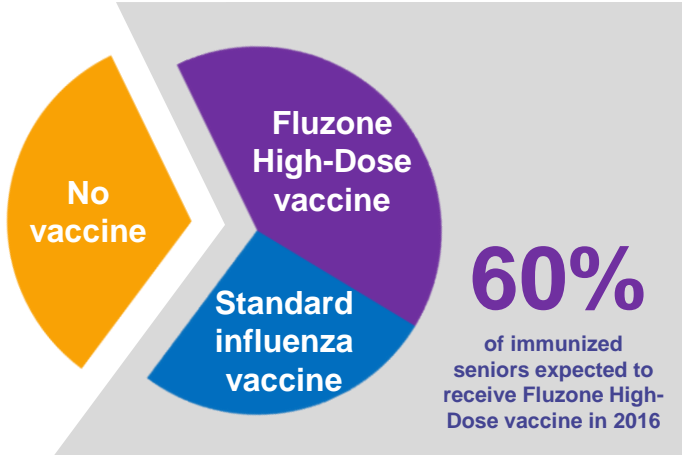 No
vaccine
Fluzone
High-Dose
vaccine
Standard
influenza
vaccine
60%
of immunized
seniors expected to
receive Fluzone High-
Dose vaccine in 2016